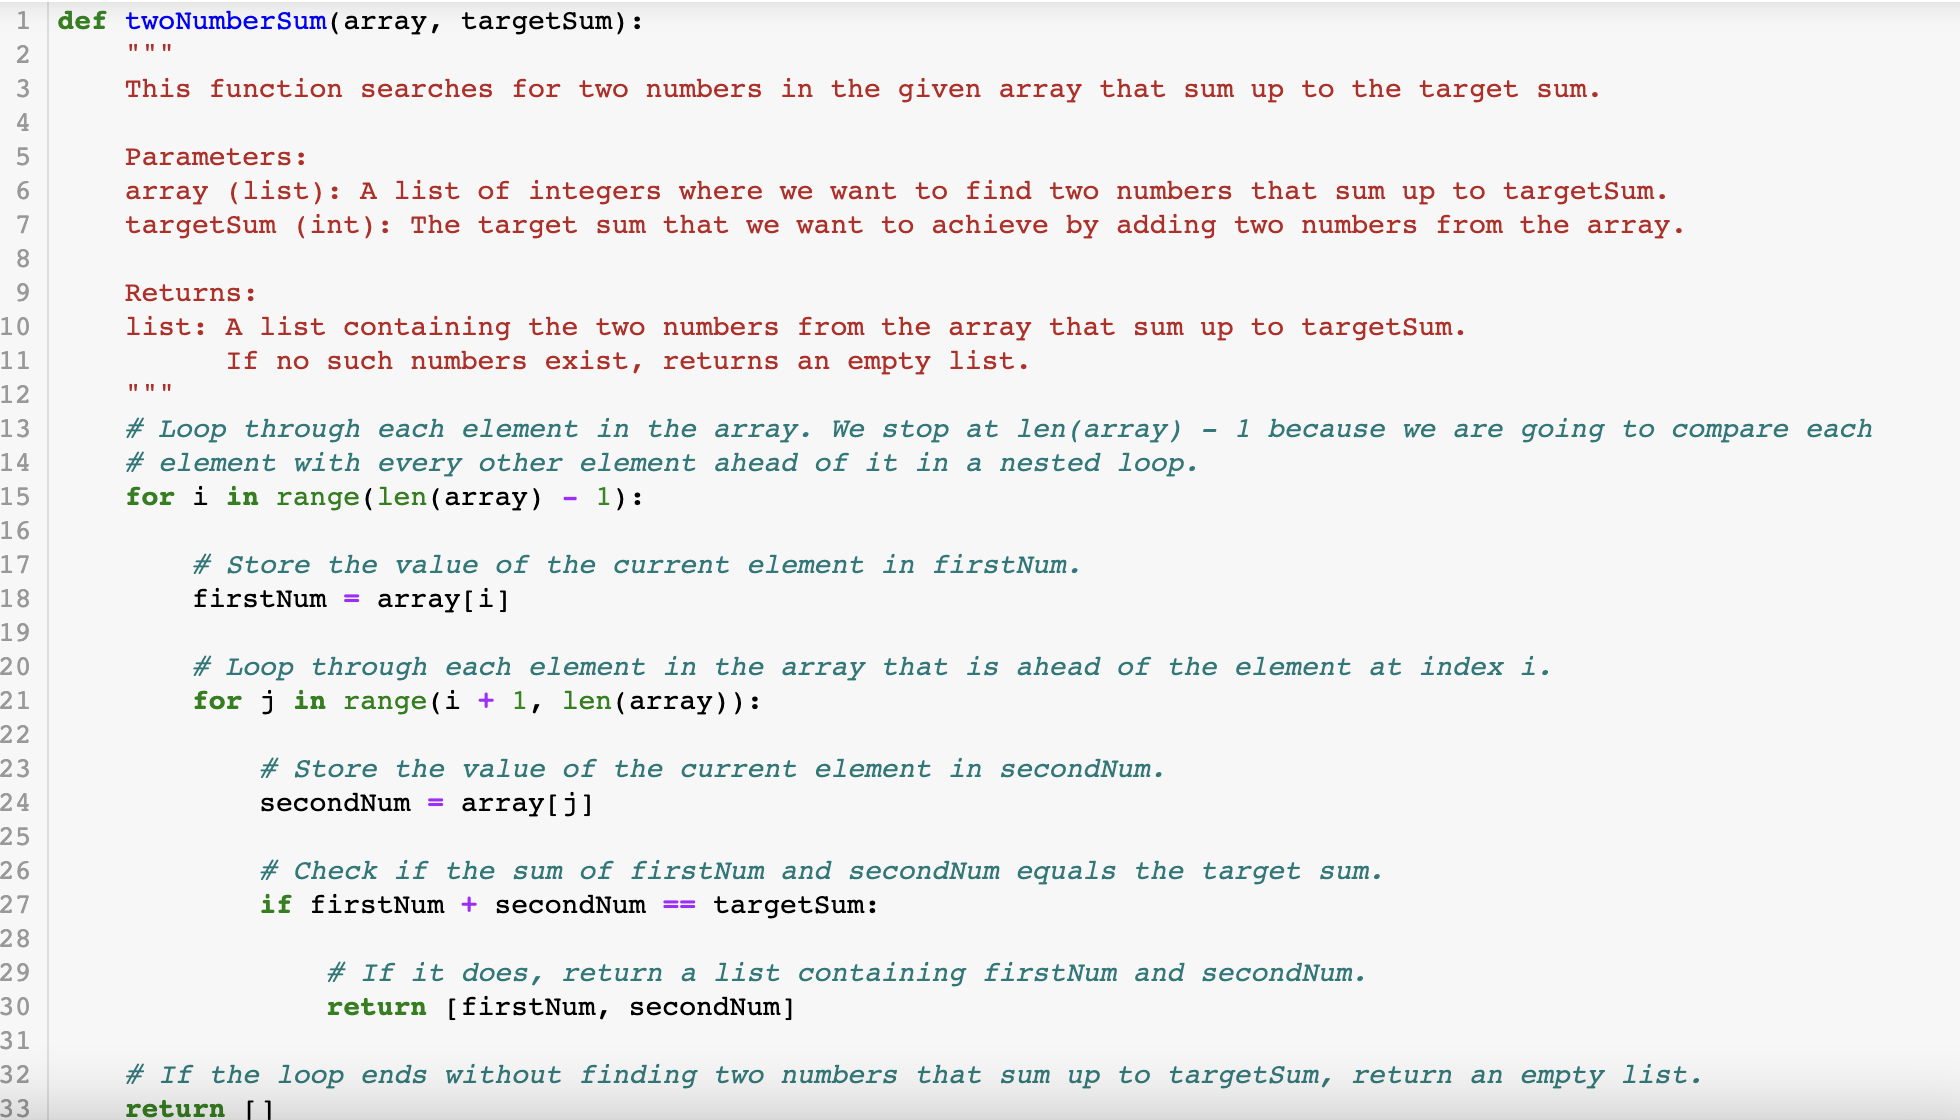 1 def twoNumberSum(array, targetSum):
2     """
3     This function searches for two numbers in the given array that sum up to the target sum.
4
5     Parameters:
6     array (list): A list of integers where we want to find two numbers that sum up to targetSum.
7     targetSum (int): The target sum that we want to achieve by adding two numbers from the array.
8
9     Returns:
10     list: A list containing the two numbers from the array that sum up to targetSum.
11           If no such numbers exist, returns an empty list.
12     """
13     # Loop through each element in the array. We stop at len(array) - 1 because we are going to compare each
14     # element with every other element ahead of it in a nested loop.
15     for i in range(len(array) - 1):
16
17         # Store the value of the current element in firstNum.
18         firstNum = array[i]
19
20         # Loop through each element in the array that is ahead of the element at index i.
21         for j in range(i + 1, len(array)):
22
23             # Store the value of the current element in secondNum.
24             secondNum = array[j]
25
26             # Check if the sum of firstNum and secondNum equals the target sum.
27             if firstNum + secondNum == targetSum:
28
29                 # If it does, return a list containing firstNum and secondNum.
30                 return [firstNum, secondNum]
31
32     # If the loop ends without finding two numbers that sum up to targetSum, return an empty list.
33     return []